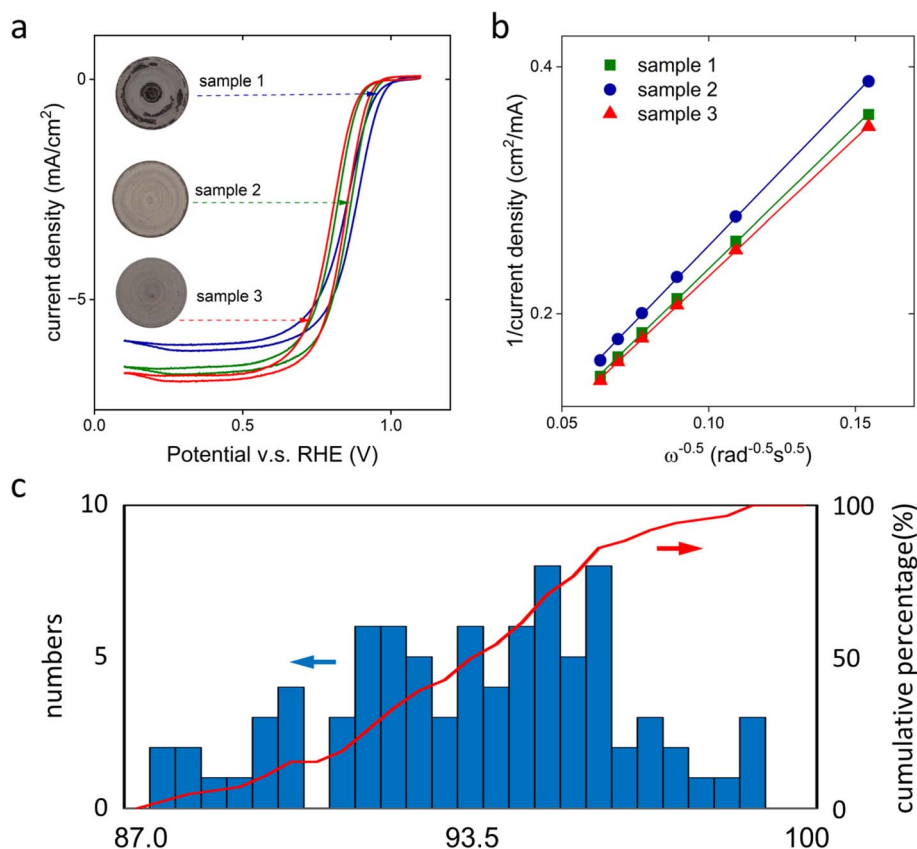 a
b
0
−5
current density (mA/cm²)
sample 1
sample 2
sample 3
0.0
0.5
1.0
Potential v.s. RHE (V)
0.4
0.2
1/current density (cm²/mA)
sample 1
sample 2
sample 3
0.05
0.10
0.15
ω⁻⁰·⁵ (rad⁻⁰·⁵s⁰·⁵)
c
10
5
0
numbers
100
50
0
cumulative percentage(%)
87.0
93.5
100